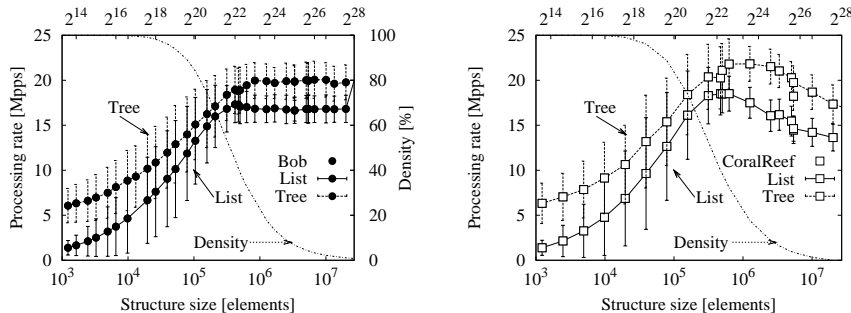 2^14 2^16 2^18 2^20 2^22 2^24 2^26 2^28
25 20 15 10 5 0
Processing rate [Mpps]
Tree
Bob
List
Tree
List
Density
100 80 60 40 20 0
Density [%]
10^3 10^4 10^5 10^6 10^7
Structure size [elements]
2^14 2^16 2^18 2^20 2^22 2^24 2^26 2^28
25 20 15 10 5 0
Processing rate [Mpps]
Tree
CoralReef
List
Tree
List
Density
10^3 10^4 10^5 10^6 10^7
Structure size [elements]